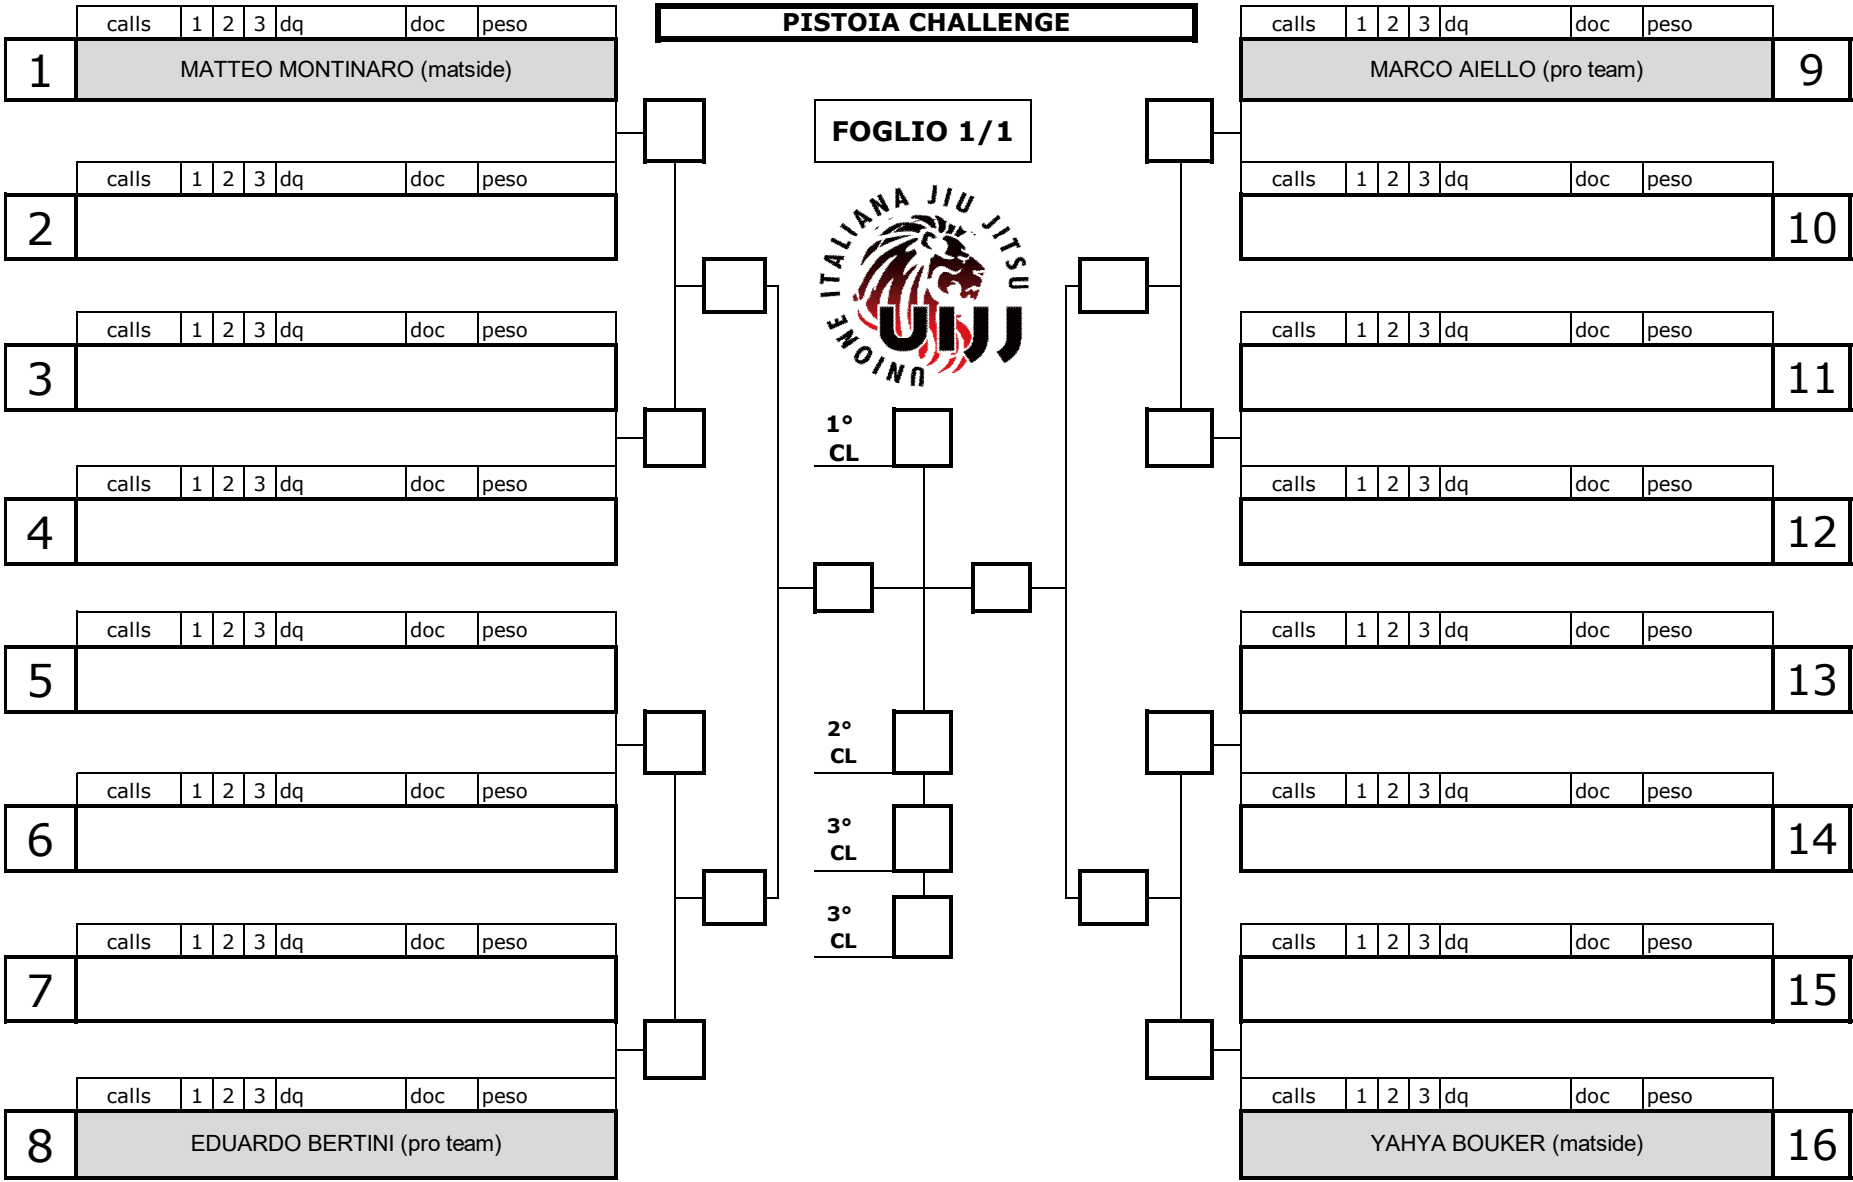 calls 1 2 3 dq doc peso
PISTOIA CHALLENGE
calls 1 2 3 dq doc peso
1 MATTEO MONTINARO (matside)
MARCO AIELLO (pro team) 9
FOGLIO 1/1
calls 1 2 3 dq doc peso
calls 1 2 3 dq doc peso
2
10
UNIONE ITALIANA JIU JITSU
UIJJ
calls 1 2 3 dq doc peso
calls 1 2 3 dq doc peso
3
11
1°
CL
calls 1 2 3 dq doc peso
calls 1 2 3 dq doc peso
4
12
calls 1 2 3 dq doc peso
calls 1 2 3 dq doc peso
5
13
2°
CL
calls 1 2 3 dq doc peso
calls 1 2 3 dq doc peso
6
14
3°
CL
3°
CL
calls 1 2 3 dq doc peso
calls 1 2 3 dq doc peso
7
15
calls 1 2 3 dq doc peso
calls 1 2 3 dq doc peso
8 EDUARDO BERTINI (pro team)
YAHYA BOUKER (matside) 16